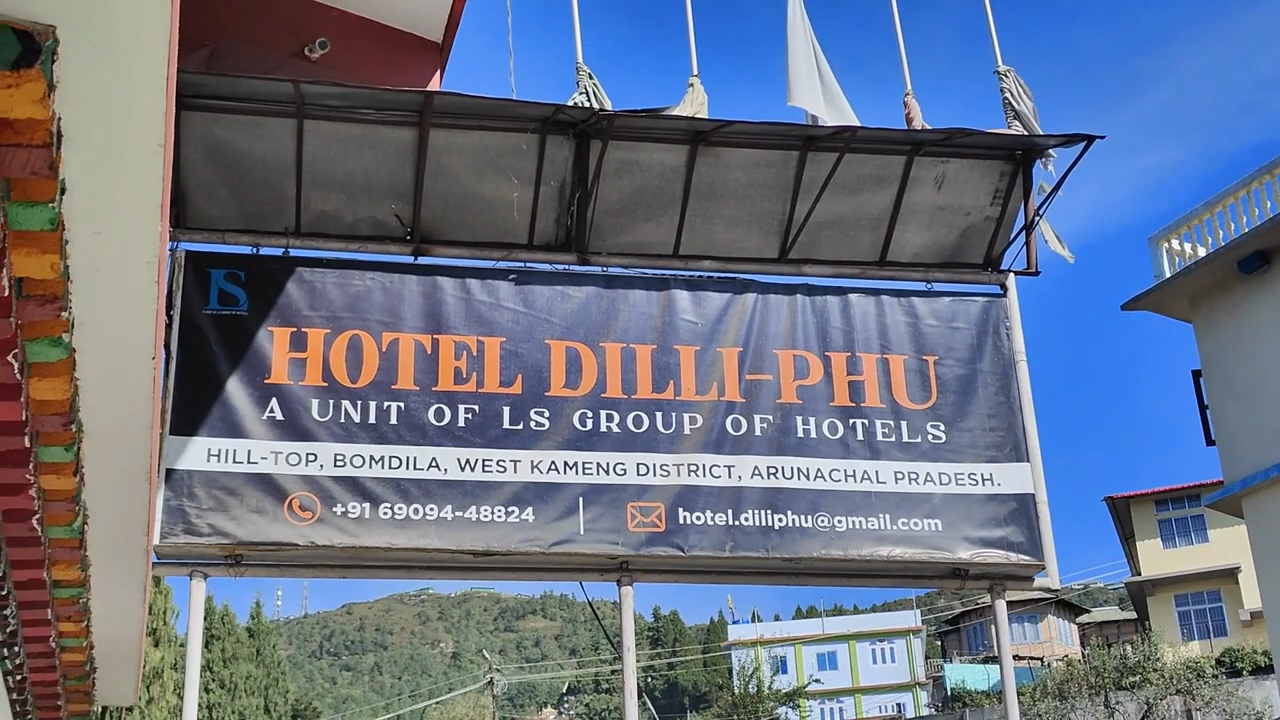 LS
HOTEL DILLI-PHU
A UNIT OF LS GROUP OF HOTELS
HILL-TOP, BOMDILA, WEST KAMENG DISTRICT, ARUNACHAL PRADESH.
+91 69094-48824 | hotel.diliphu@gmail.com